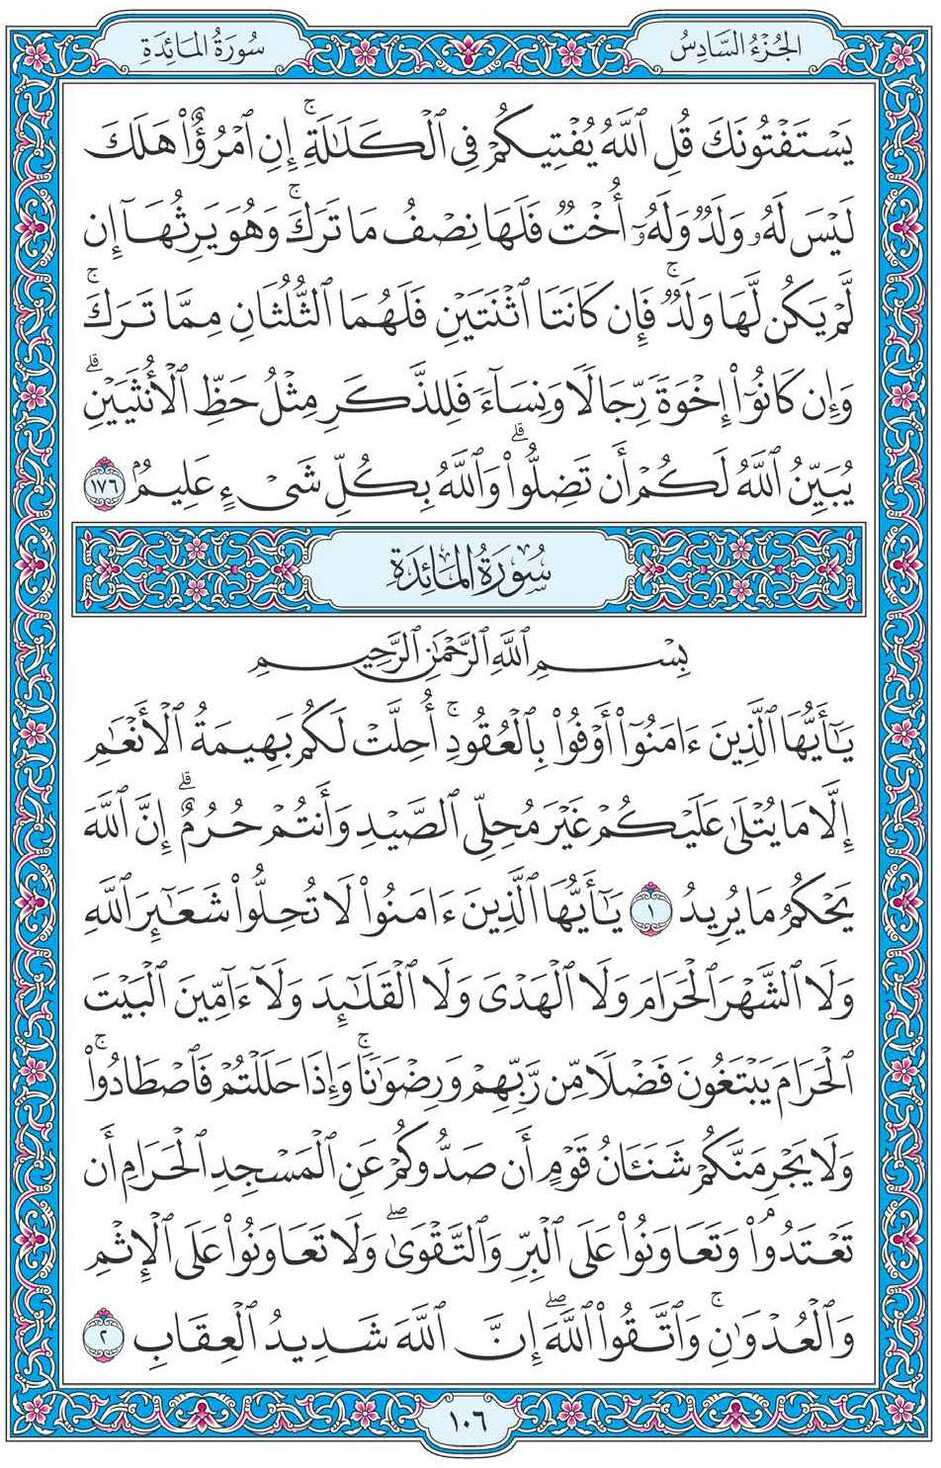 الجُزْءُ السَّادِسُ
سُورَةُ المَائِدَةِ
يَسْتَفْتُونَكَ قُلِ ٱللَّهُ يُفْتِيكُمْ فِى ٱلْكَلَٰلَةِۚ إِنِ ٱمْرُؤٌا۟ هَلَكَ
لَيْسَ لَهُۥ وَلَدٌ وَلَهُۥٓ أُخْتٌ فَلَهَا نِصْفُ مَا تَرَكَۚ وَهُوَ يَرِثُهَآ إِن
لَّمْ يَكُن لَّهَا وَلَدٌۚ فَإِن كَانَتَا ٱثْنَتَيْنِ فَلَهُمَا ٱلثُّلُثَانِ مِمَّا تَرَكَۚ
وَإِن كَانُوٓا۟ إِخْوَةً رِّجَالًا وَنِسَآءً فَلِلذَّكَرِ مِثْلُ حَظِّ ٱلْأُنثَيَيْنِۗ
يُبَيِّنُ ٱللَّهُ لَكُمْ أَن تَضِلُّوا۟ۗ وَٱللَّهُ بِكُلِّ شَىْءٍ عَلِيمٌۢ ١٧٦
سُورَةُ المَائِدَةِ
بِسْمِ ٱللَّهِ ٱلرَّحْمَٰنِ ٱلرَّحِيمِ
يَٰٓأَيُّهَا ٱلَّذِينَ ءَامَنُوٓا۟ أَوْفُوا۟ بِٱلْعُقُودِۚ أُحِلَّتْ لَكُم بَهِيمَةُ ٱلْأَنْعَٰمِ
إِلَّا مَا يُتْلَىٰ عَلَيْكُمْ غَيْرَ مُحِلِّى ٱلصَّيْدِ وَأَنتُمْ حُرُمٌۗ إِنَّ ٱللَّهَ
يَحْكُمُ مَا يُرِيدُ ١ يَٰٓأَيُّهَا ٱلَّذِينَ ءَامَنُوا۟ لَا تُحِلُّوا۟ شَعَٰٓئِرَ ٱللَّهِ
وَلَا ٱلشَّهْرَ ٱلْحَرَامَ وَلَا ٱلْهَدْىَ وَلَا ٱلْقَلَٰٓئِدَ وَلَآ ءَآمِّينَ ٱلْبَيْتَ
ٱلْحَرَامَ يَبْتَغُونَ فَضْلًا مِّن رَّبِّهِمْ وَرِضْوَٰنًاۚ وَإِذَا حَلَلْتُمْ فَٱصْطَادُوا۟ۚ
وَلَا يَجْرِمَنَّكُمْ شَنَـَٔانُ قَوْمٍ أَن صَدُّوكُمْ عَنِ ٱلْمَسْجِدِ ٱلْحَرَامِ أَن
تَعْتَدُوا۟ۘ وَتَعَاوَنُوا۟ عَلَى ٱلْبِرِّ وَٱلتَّقْوَىٰۖ وَلَا تَعَاوَنُوا۟ عَلَى ٱلْإِثْمِ
وَٱلْعُدْوَٰنِۚ وَٱتَّقُوا۟ ٱللَّهَۖ إِنَّ ٱللَّهَ شَدِيدُ ٱلْعِقَابِ ٢
١٠٦